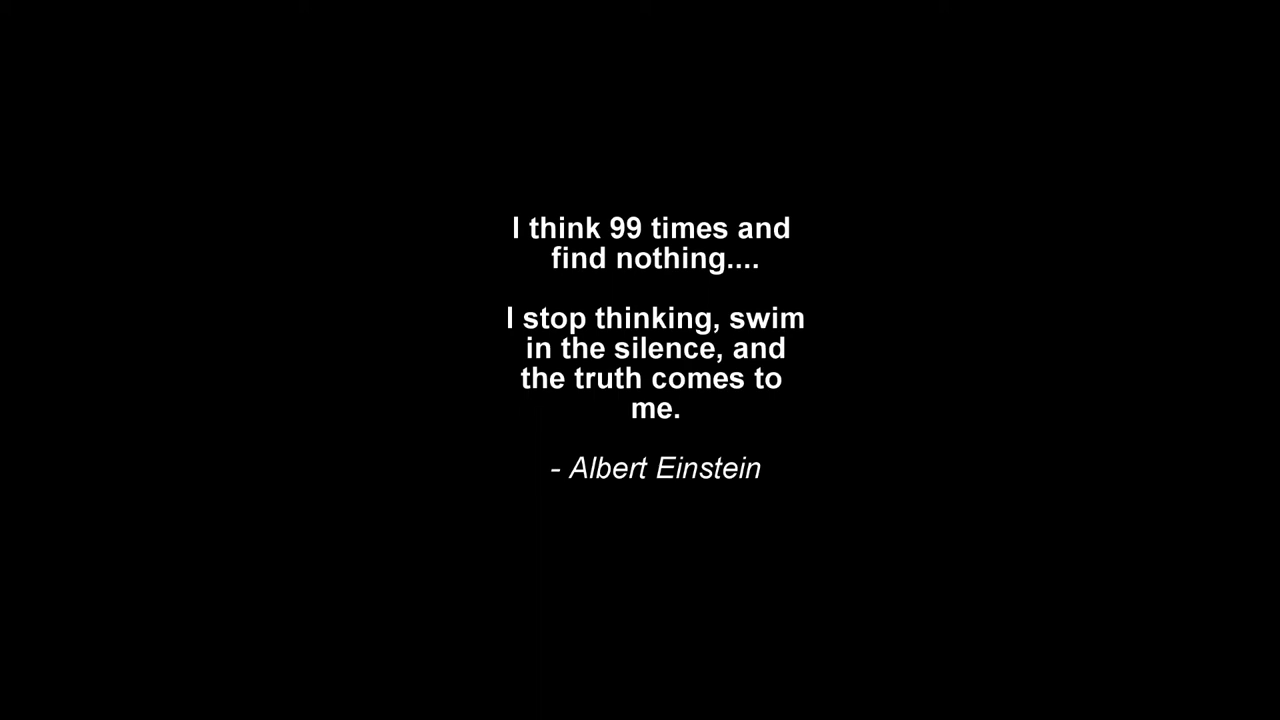 I think 99 times and
find nothing....
I stop thinking, swim
in the silence, and
the truth comes to
me.
- Albert Einstein